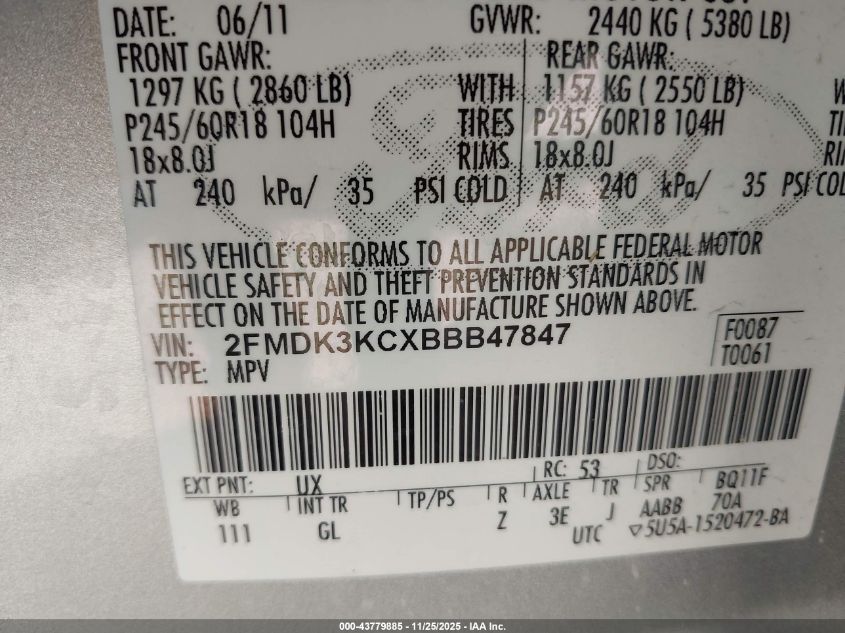 DATE: 06/11 GVWR: 2440 KG ( 5380 LB)
FRONT GAWR: REAR GAWR:
1297 KG ( 2860 LB) WITH 1157 KG ( 2550 LB)
P245/60R18 104H TIRES P245/60R18 104H
18x8.0J RIMS 18x8.0J
AT 240 kPa/ 35 PSI COLD AT 240 kPa/ 35 PSI COL
THIS VEHICLE CONFORMS TO ALL APPLICABLE FEDERAL MOTOR
VEHICLE SAFETY AND THEFT PREVENTION STANDARDS IN
EFFECT ON THE DATE OF MANUFACTURE SHOWN ABOVE.
VIN: 2FMDK3KCXBBB47847 F0087
TYPE: MPV T0061
EXT PNT: UX RC: 53 DSO:
WB INT TR TP/PS R AXLE TR SPR BQ11F
111 GL Z 3E J AABB 70A
UTC ▽5U5A-1520472-BA
000-43779885 - 11/25/2025 - IAA Inc.